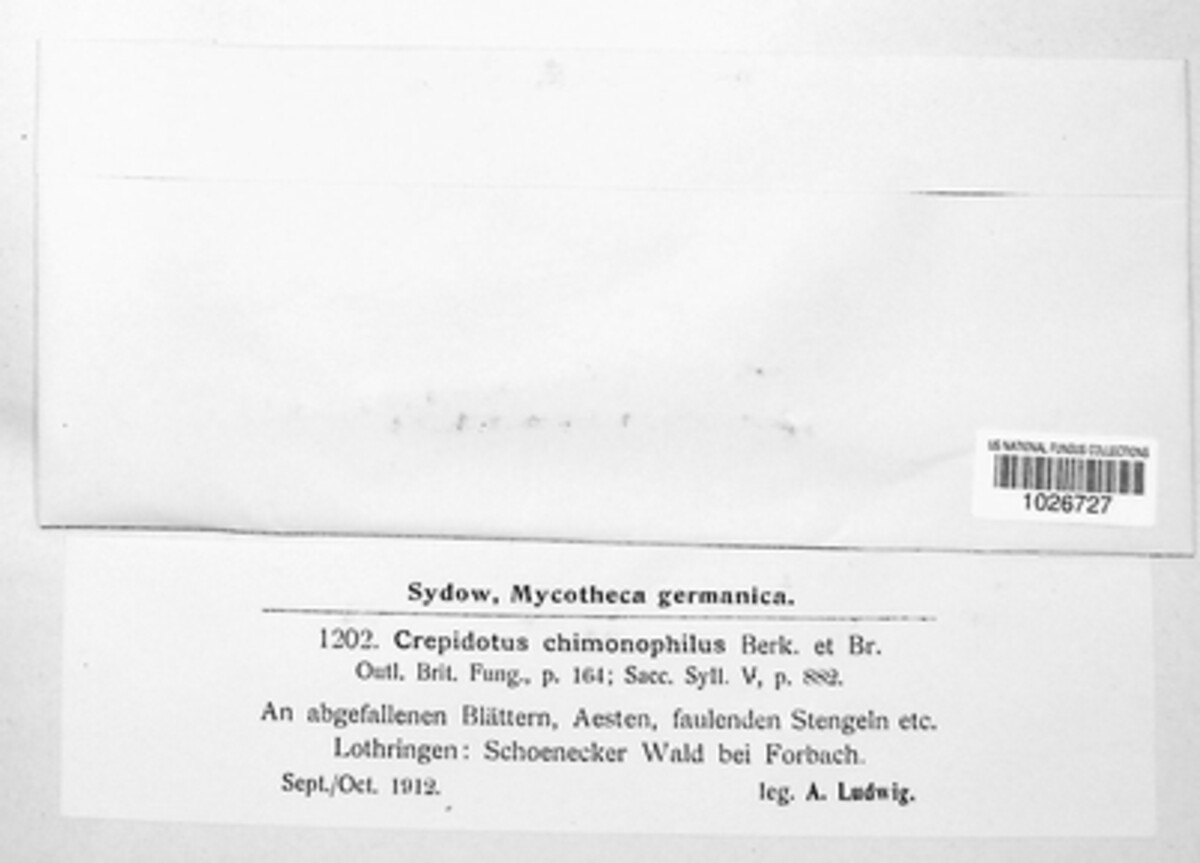 US NATIONAL FUNGUS COLLECTIONS
1026727
Sydow, Mycotheca germanica.
1202. Crepidotus chimonophilus Berk. et Br.
Outl. Brit. Fung., p. 164; Sacc. Syll. V, p. 882.
An abgefallenen Blättern, Aesten, faulenden Stengeln etc.
Lothringen: Schoenecker Wald bei Forbach.
Sept./Oct. 1912. leg. A. Ludwig.